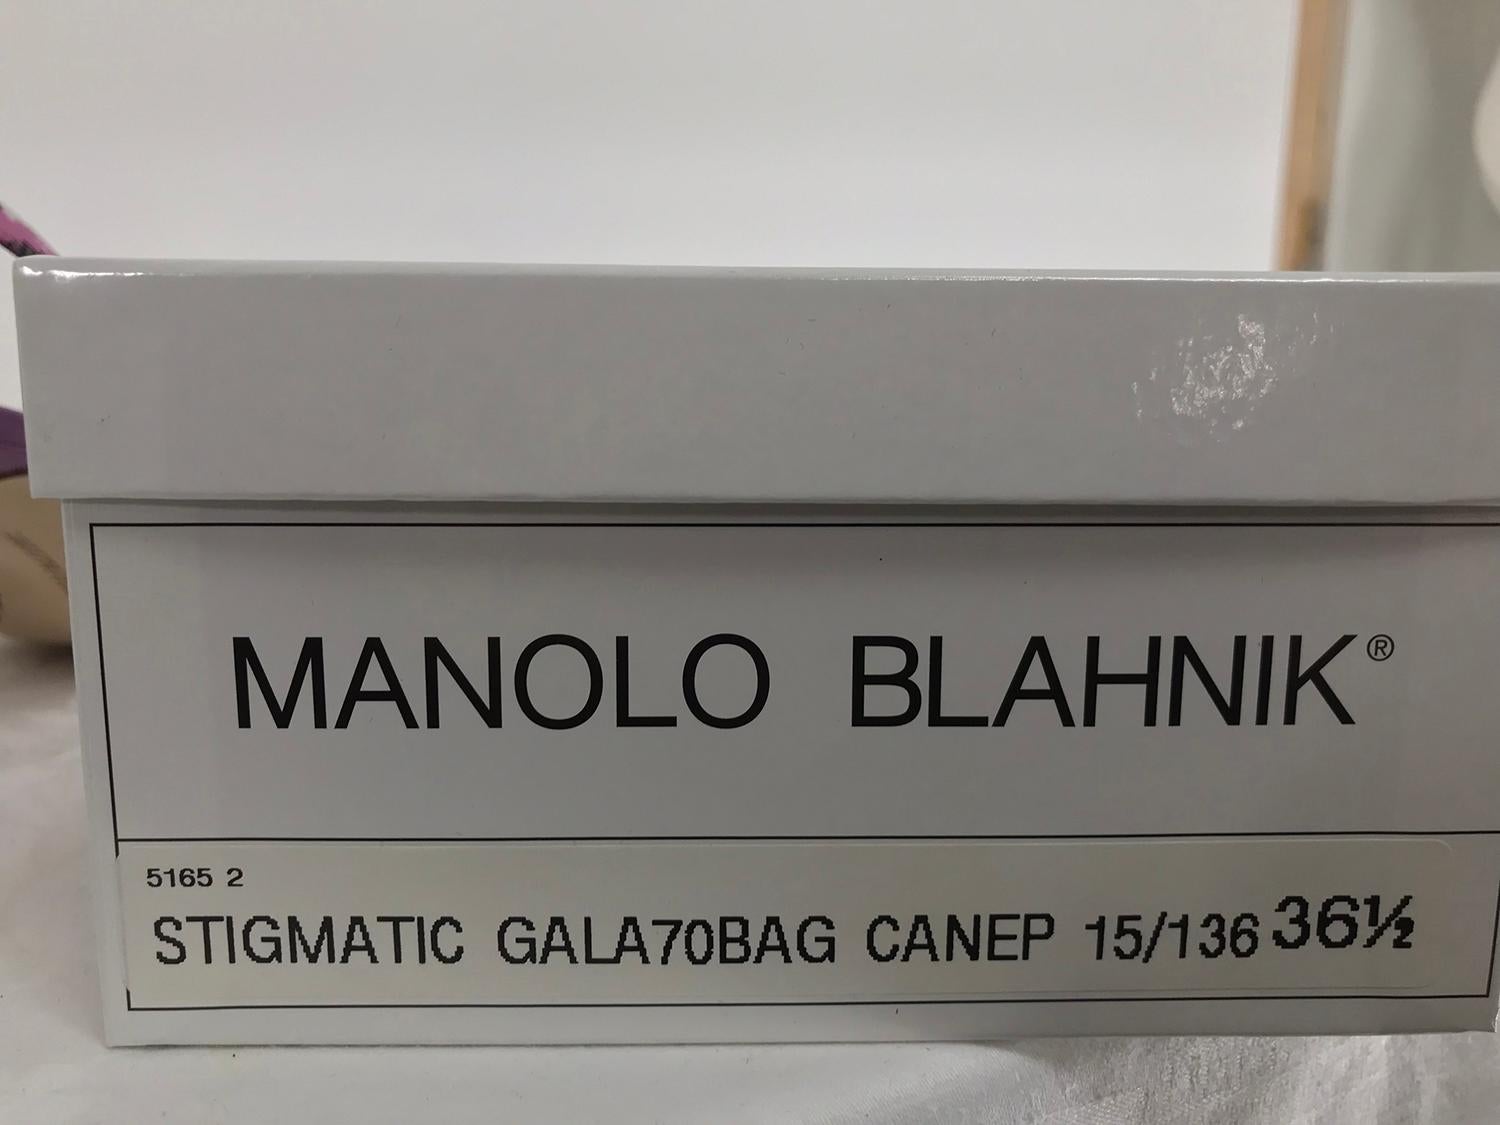 MANOLO BLAHNIK®
5165 2
STIGMATIC GALA70BAG CANEP 15/136 36½